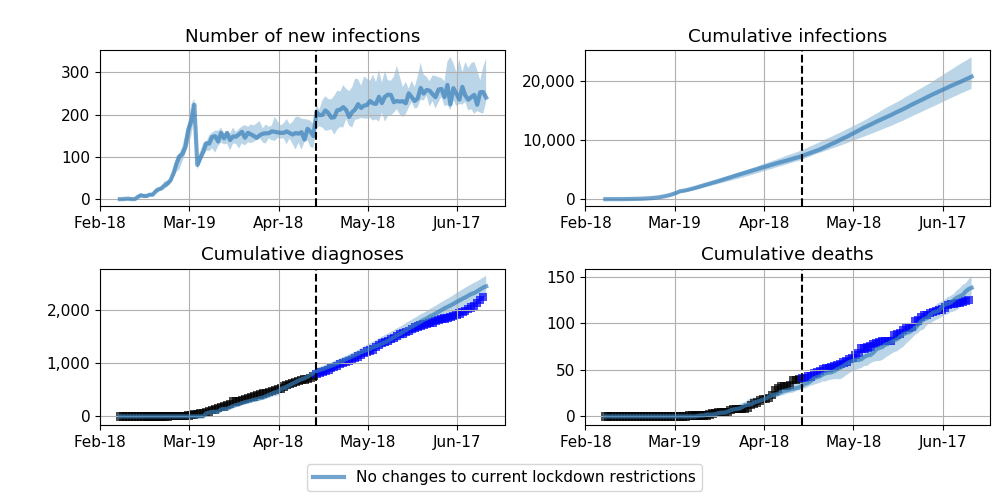 Number of new infections
300
200
100
0
Feb-18 Mar-19 Apr-18 May-18 Jun-17
Cumulative infections
20,000
10,000
0
Feb-18 Mar-19 Apr-18 May-18 Jun-17
Cumulative diagnoses
2,000
1,000
0
Feb-18 Mar-19 Apr-18 May-18 Jun-17
Cumulative deaths
150
100
50
0
Feb-18 Mar-19 Apr-18 May-18 Jun-17
No changes to current lockdown restrictions